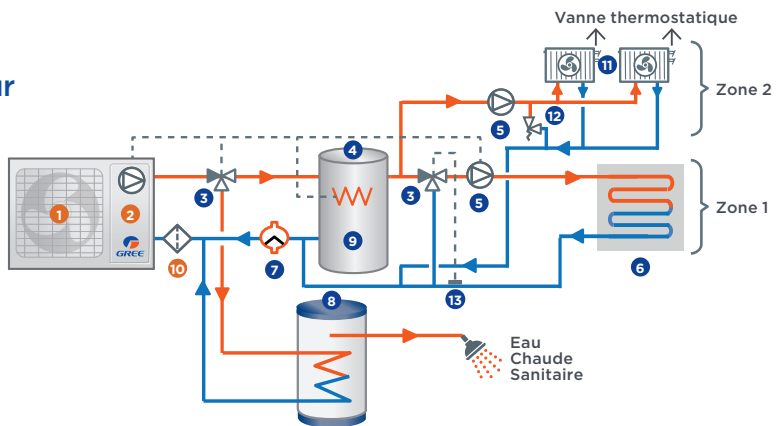 Vanne thermostatique
ur
11
Zone 2
5
12
4
1
2
3
3
5
Zone 1
9
GREE
10
7
6
8
13
Eau
Chaude
Sanitaire